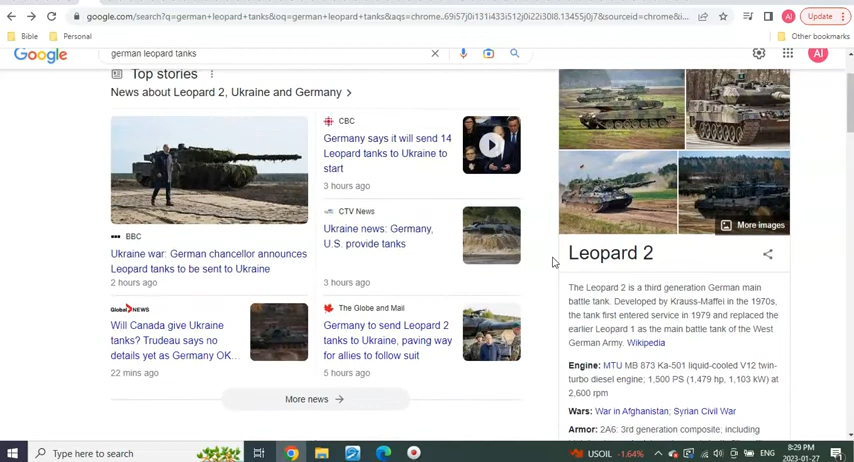 google.com/search?q=german+leopard+tanks&oq=german+leopard+tanks&aqs=chrome..69i57j0i131i433i512j0i22i30l8.13455j0j7&sourceid=chrome&i...
Update
Bible
Personal
Other bookmarks
Google
german leopard tanks
AI
AI
Top stories
News about Leopard 2, Ukraine and Germany
BBC
Ukraine war: German chancellor announces
Leopard tanks to be sent to Ukraine
2 hours ago
CBC
Germany says it will send 14
Leopard tanks to Ukraine to
start
3 hours ago
CTV News
Ukraine news: Germany,
U.S. provide tanks
3 hours ago
Global NEWS
Will Canada give Ukraine
tanks? Trudeau says no
details yet as Germany OK...
22 mins ago
The Globe and Mail
Germany to send Leopard 2
tanks to Ukraine, paving way
for allies to follow suit
5 hours ago
More news
More images
Leopard 2
The Leopard 2 is a third generation German main
battle tank. Developed by Krauss-Maffei in the 1970s,
the tank first entered service in 1979 and replaced the
earlier Leopard 1 as the main battle tank of the West
German Army. Wikipedia
Engine: MTU MB 873 Ka-501 liquid-cooled V12 twin-
turbo diesel engine; 1,500 PS (1,479 hp, 1,103 kW) at
2,600 rpm
Wars: War in Afghanistan; Syrian Civil War
Armor: 2A6: 3rd generation composite, including
Type here to search
USOIL -1.64%
ENG
8:29 PM
2023-01-27